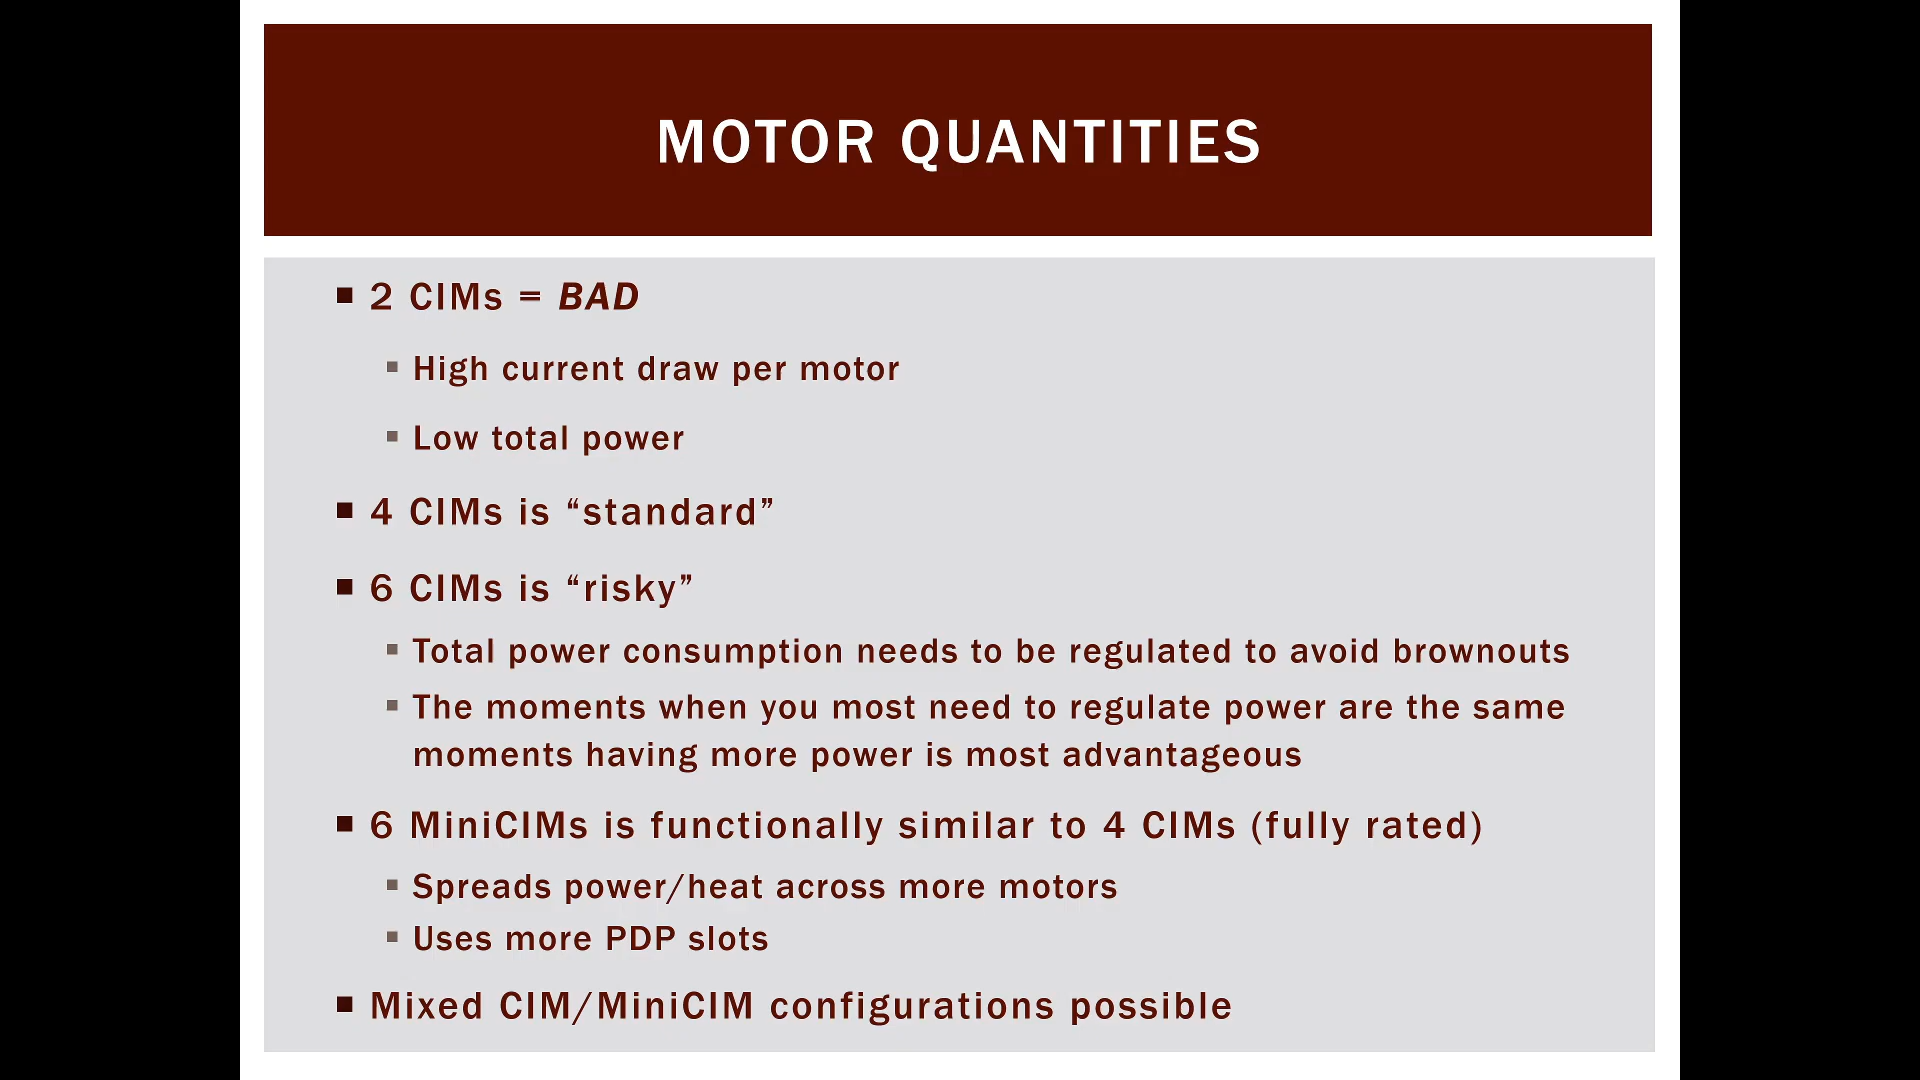 MOTOR QUANTITIES
2 CIMs = BAD
High current draw per motor
Low total power
4 CIMs is “standard”
6 CIMs is “risky”
Total power consumption needs to be regulated to avoid brownouts
The moments when you most need to regulate power are the same
moments having more power is most advantageous
6 MiniCIMs is functionally similar to 4 CIMs (fully rated)
Spreads power/heat across more motors
Uses more PDP slots
Mixed CIM/MiniCIM configurations possible